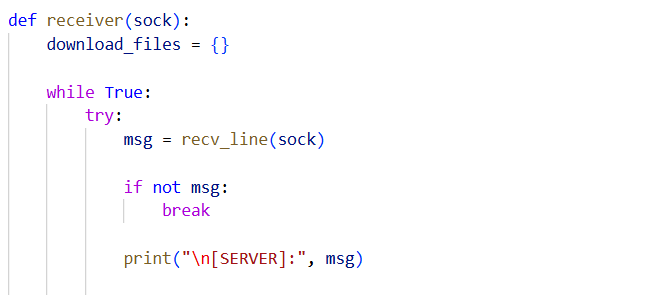 def receiver(sock):
    download_files = {}
    while True:
        try:
            msg = recv_line(sock)
            if not msg:
                break
            print("\n[SERVER]:", msg)